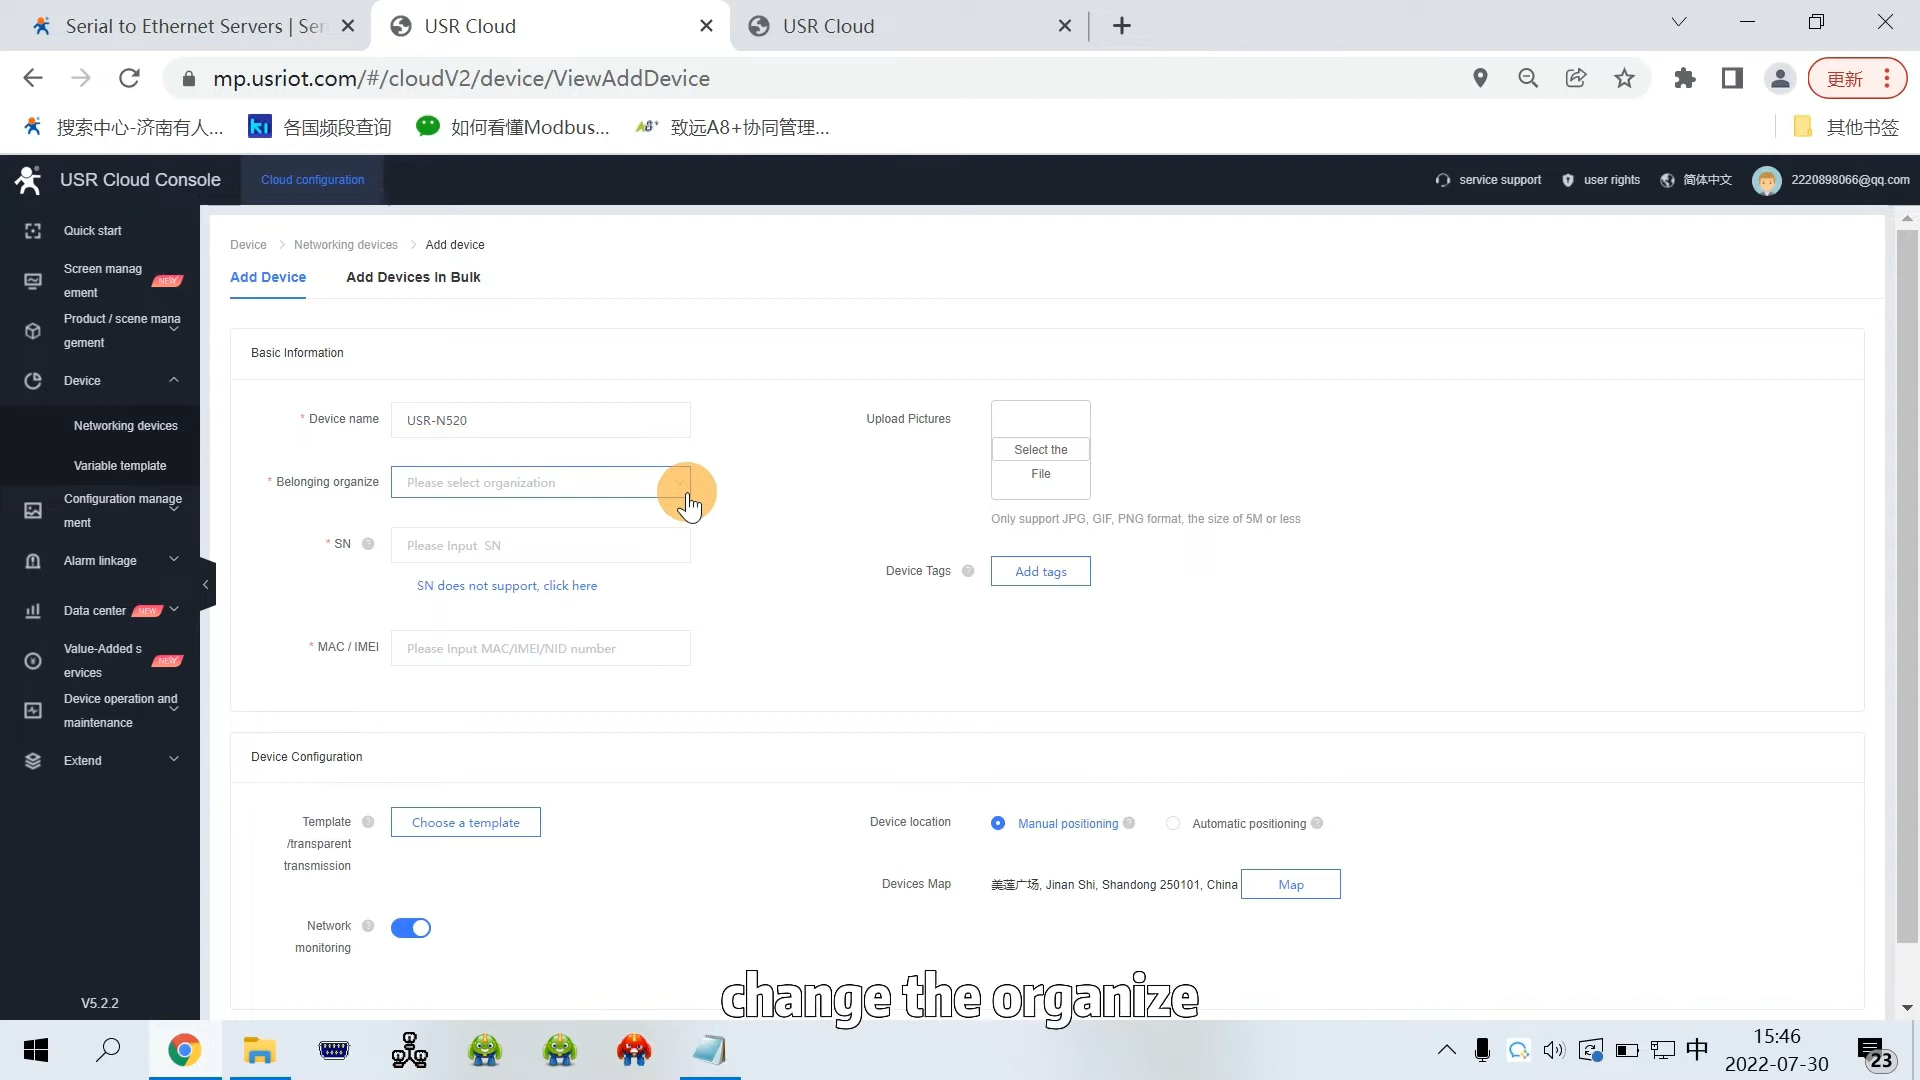 Serial to Ethernet Servers | Ser
USR Cloud
USR Cloud
mp.usriot.com/#/cloudV2/device/ViewAddDevice
更新
搜索中心-济南有人...
各国频段查询
如何看懂Modbus...
致远A8+协同管理...
其他书签
USR Cloud Console
Cloud configuration
service support
user rights
简体中文
2220898066@qq.com
Quick start
Screen manag
ement
NEW
Product / scene mana
gement
Device
Networking devices
Variable template
Configuration manage
ment
Alarm linkage
Data center
NEW
Value-Added s
ervices
NEW
Device operation and
maintenance
Extend
V5.2.2
Device > Networking devices > Add device
Add Device
Add Devices In Bulk
Basic Information
* Device name
USR-N520
* Belonging organize
Please select organization
* SN
Please Input SN
SN does not support, click here
* MAC / IMEI
Please Input MAC/IMEI/NID number
Upload Pictures
Select the
File
Only support JPG, GIF, PNG format, the size of 5M or less
Device Tags
Add tags
Device Configuration
Template
/transparent
transmission
Choose a template
Network
monitoring
Device location
Manual positioning
Automatic positioning
Devices Map
美莲广场, Jinan Shi, Shandong 250101, China
Map
change the organize
中
15:46
2022-07-30
23